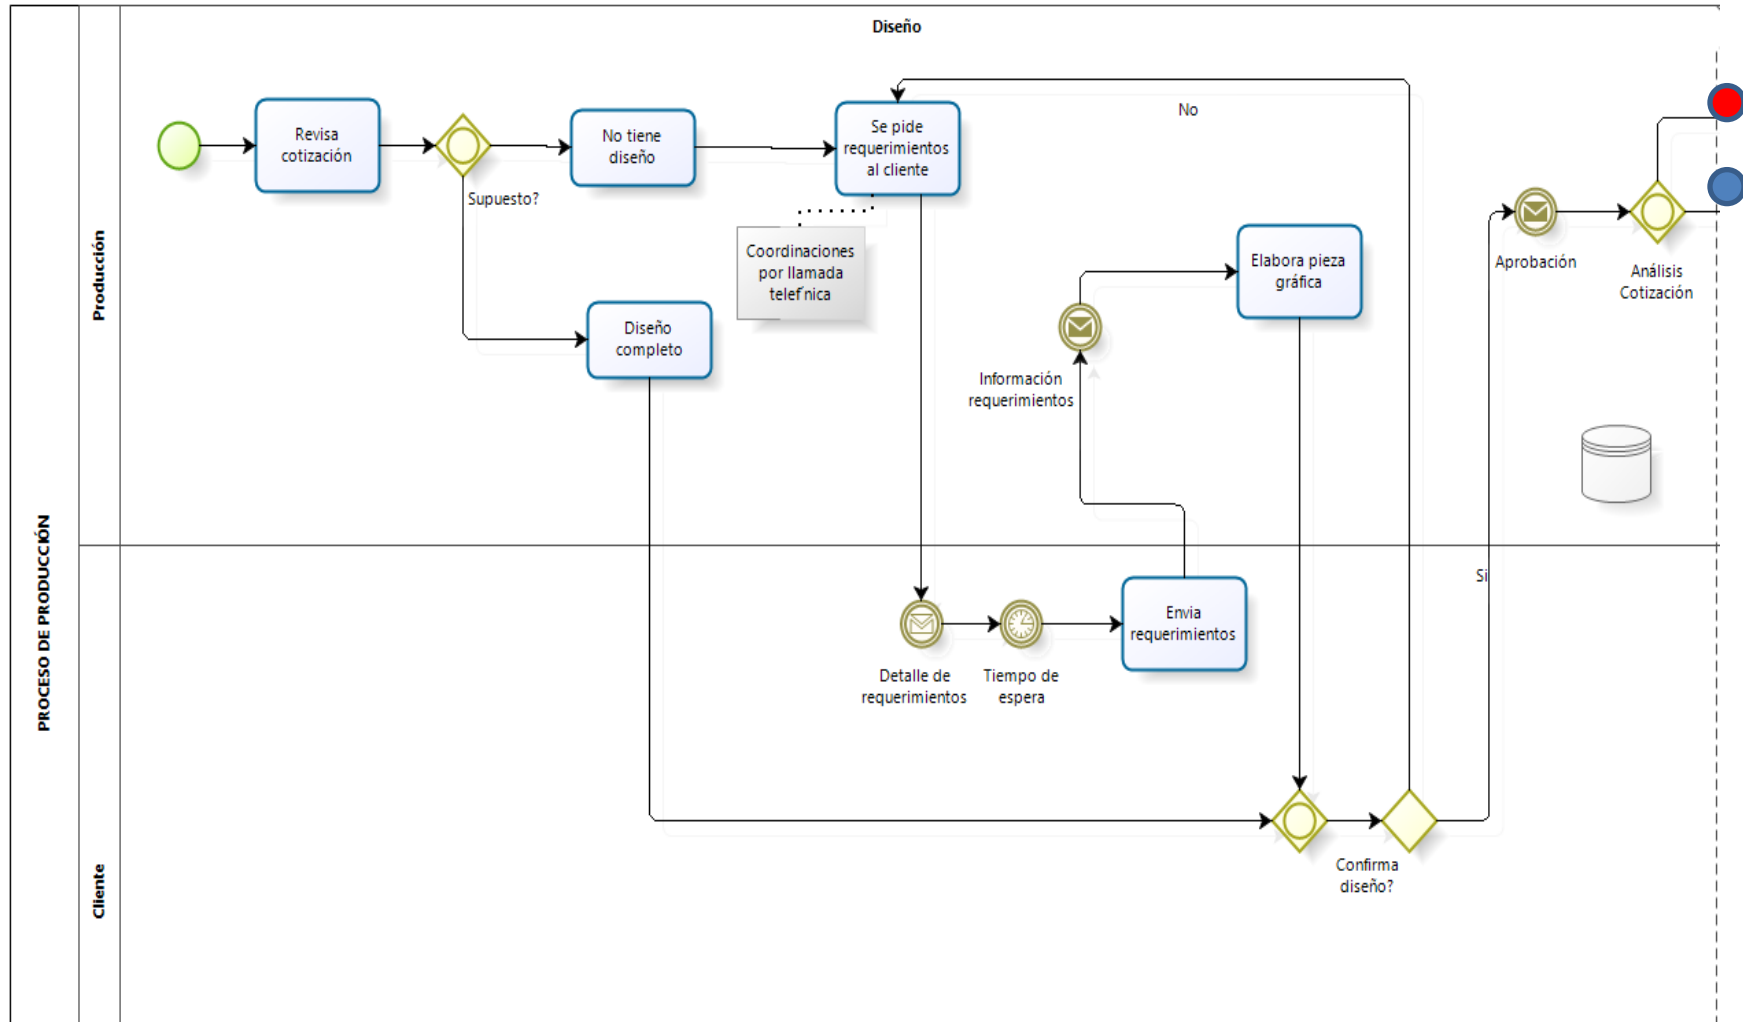 Diseño
PROCESO DE PRODUCCIÓN
Producción
Revisa
cotización
Supuesto?
No tiene
diseño
Se pide
requerimientos
al cliente
No
Coordinaciones
por llamada
telef´nica
Diseño
completo
Elabora pieza
gráfica
Información
requerimientos
Aprobación
Análisis
Cotización
Cliente
Si
Envia
requerimientos
Detalle de
requerimientos
Tiempo de
espera
Confirma
diseño?